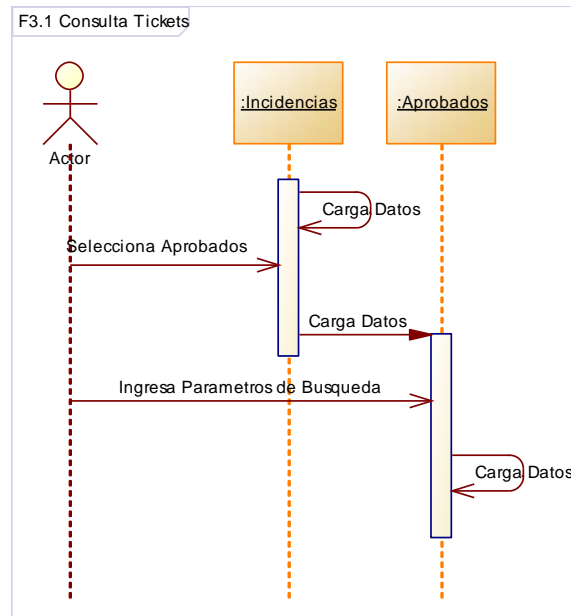 F3.1 Consulta Tickets
:Incidencias
:Aprobados
Actor
Carga Datos
Selecciona Aprobados
Carga Datos
Ingresa Parametros de Busqueda
Carga Datos